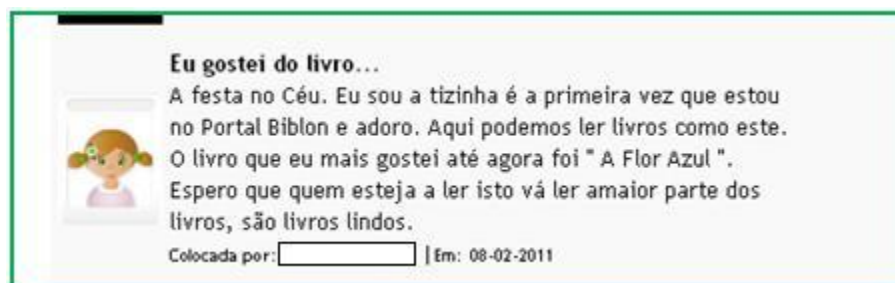 Eu gostei do livro...
A festa no Céu. Eu sou a tizinha é a primeira vez que estou
no Portal Biblon e adoro. Aqui podemos ler livros como este.
O livro que eu mais gostei até agora foi " A Flor Azul ".
Espero que quem esteja a ler isto vá ler amaior parte dos
livros, são livros lindos.
Colocada por: | Em: 08-02-2011